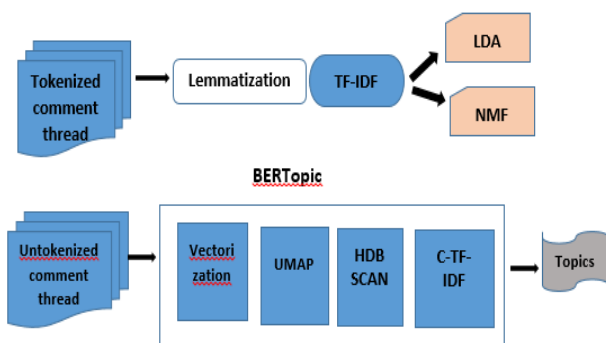 Tokenized
comment
thread
Lemmatization
TF-IDF
LDA
NMF
BERTopic
Untokenized
comment
thread
Vectori
zation
UMAP
HDB
SCAN
C-TF-
IDF
Topics